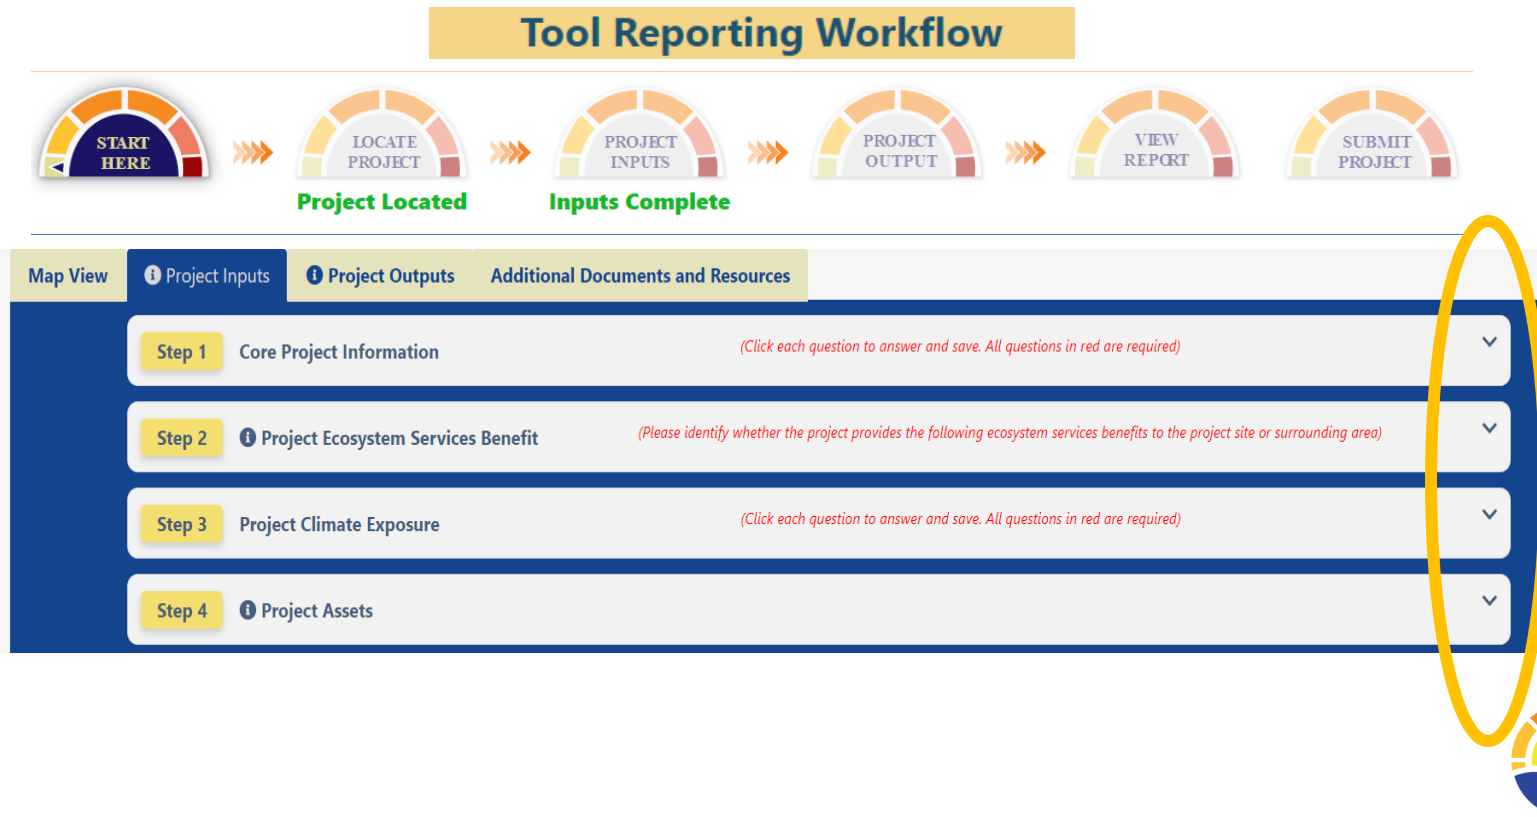 Tool Reporting Workflow
START
HERE
LOCATE
PROJECT
PROJECT
INPUTS
PROJECT
OUTPUT
VIEW
REPORT
SUBMIT
PROJECT
Project Located
Inputs Complete
Map View
Project Inputs
Project Outputs
Additional Documents and Resources
Step 1 Core Project Information (Click each question to answer and save. All questions in red are required)
Step 2 Project Ecosystem Services Benefit (Please identify whether the project provides the following ecosystem services benefits to the project site or surrounding area)
Step 3 Project Climate Exposure (Click each question to answer and save. All questions in red are required)
Step 4 Project Assets